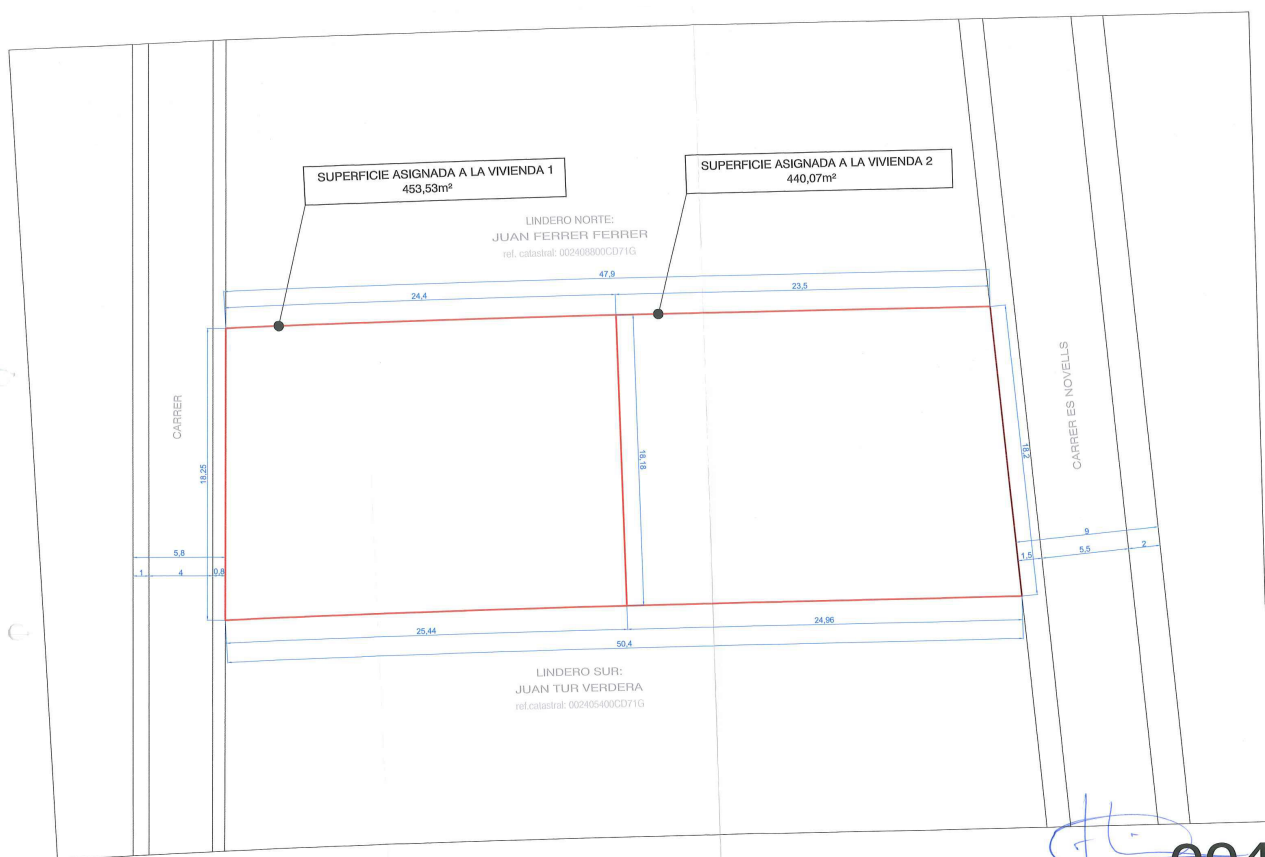 SUPERFICIE ASIGNADA A LA VIVIENDA 1
453,53m²
SUPERFICIE ASIGNADA A LA VIVIENDA 2
440,07m²
LINDERO NORTE:
JUAN FERRER FERRER
ref. catastral: 002408800CD71G
47,9
24,4
23,5
CARRER
18,25
18,18
18,2
CARRER ES NOVELLS
5,8
1
4
0,8
9
1,5
5,5
2
25,44
24,96
50,4
LINDERO SUR:
JUAN TUR VERDERA
ref.catastral: 002405400CD71G